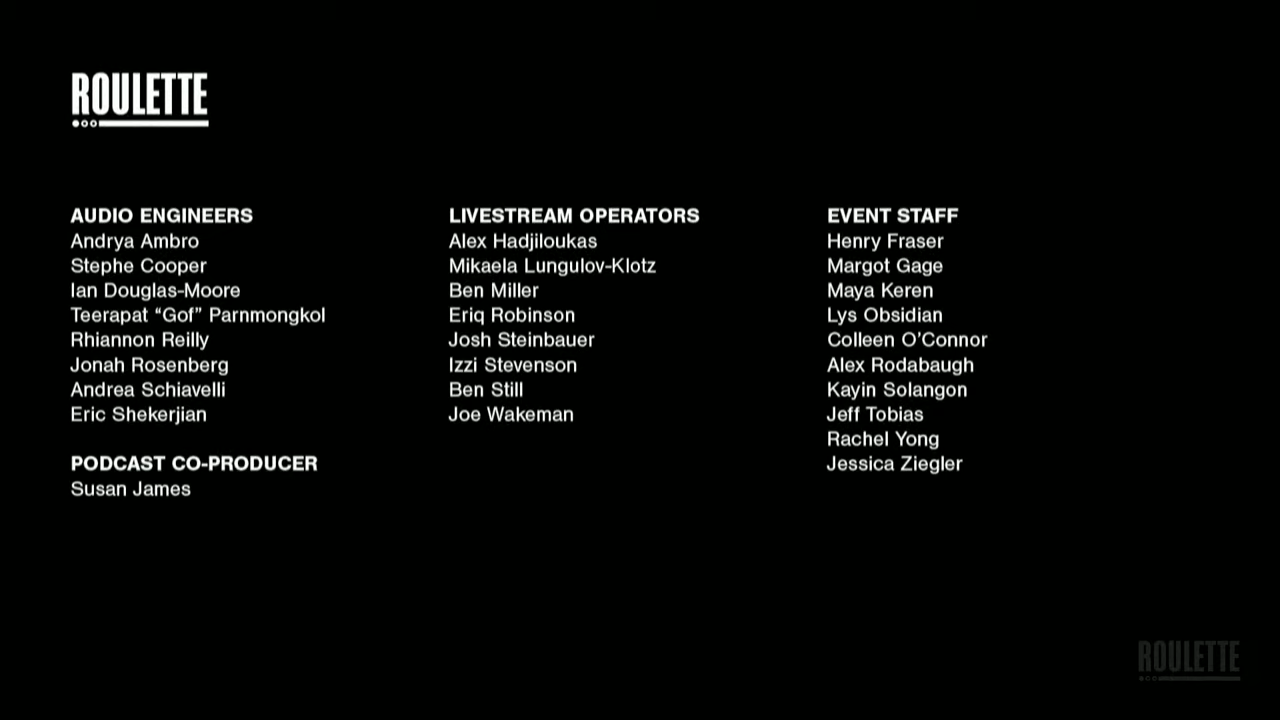 ROULETTE
AUDIO ENGINEERS
Andrya Ambro
Stephe Cooper
Ian Douglas-Moore
Teerapat “Gof” Parnmongkol
Rhiannon Reilly
Jonah Rosenberg
Andrea Schiavelli
Eric Shekerjian
PODCAST CO-PRODUCER
Susan James
LIVESTREAM OPERATORS
Alex Hadjiloukas
Mikaela Lungulov-Klotz
Ben Miller
Eriq Robinson
Josh Steinbauer
Izzi Stevenson
Ben Still
Joe Wakeman
EVENT STAFF
Henry Fraser
Margot Gage
Maya Keren
Lys Obsidian
Colleen O’Connor
Alex Rodabaugh
Kayin Solangon
Jeff Tobias
Rachel Yong
Jessica Ziegler
ROULETTE